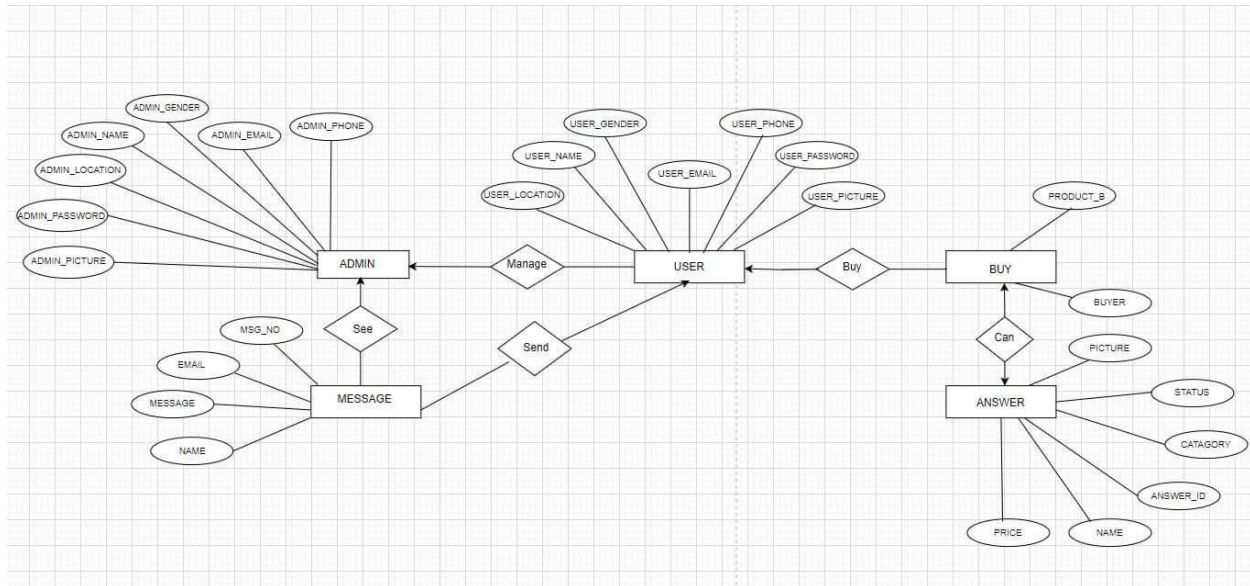 ADMIN_GENDER
ADMIN_PHONE
ADMIN_NAME
ADMIN_EMAIL
ADMIN_LOCATION
ADMIN_PASSWORD
ADMIN_PICTURE
ADMIN
Manage
USER_GENDER
USER_PHONE
USER_NAME
USER_PASSWORD
USER_EMAIL
USER_LOCATION
USER_PICTURE
USER
Buy
PRODUCT_B
BUY
BUYER
See
Send
Can
MSG_NO
EMAIL
MESSAGE
NAME
MESSAGE
PICTURE
ANSWER
STATUS
CATAGORY
ANSWER_ID
PRICE
NAME